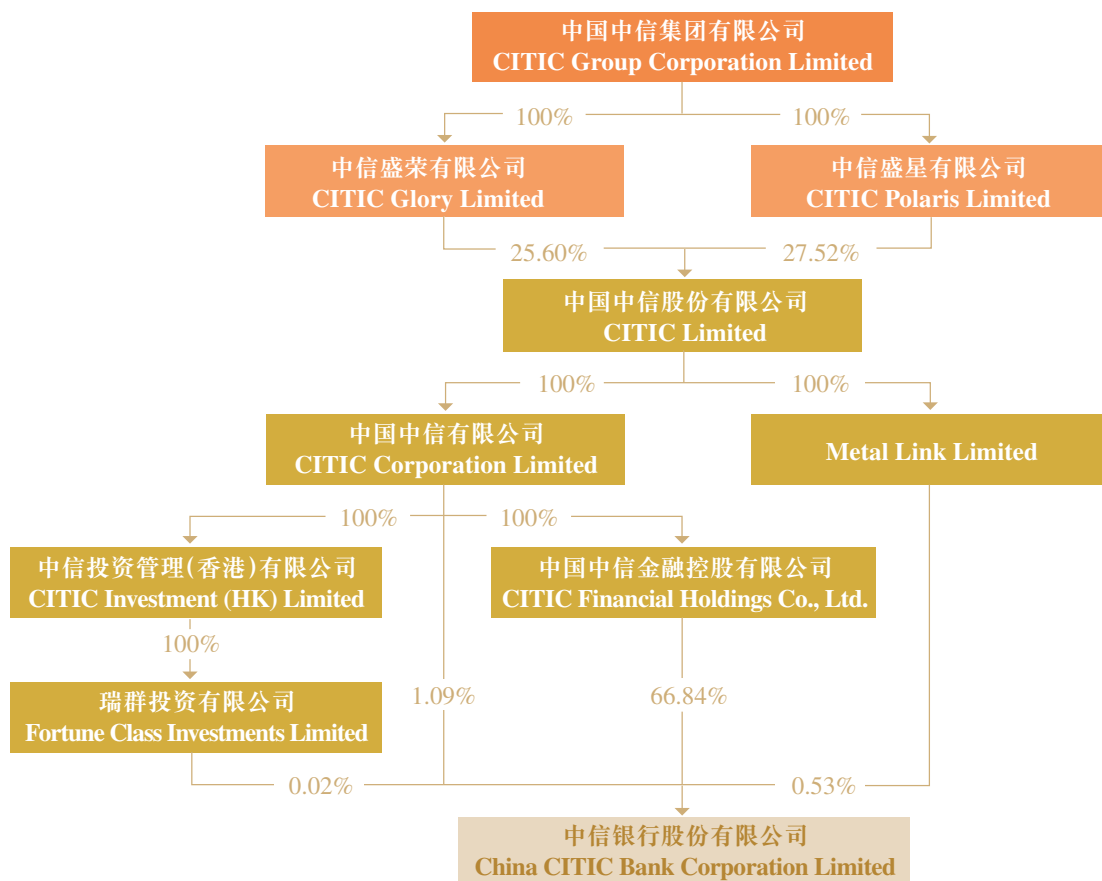 中国中信集团有限公司
CITIC Group Corporation Limited
100%
100%
中信盛荣有限公司
CITIC Glory Limited
中信盛星有限公司
CITIC Polaris Limited
25.60%
27.52%
中国中信股份有限公司
CITIC Limited
100%
100%
中国中信有限公司
CITIC Corporation Limited
Metal Link Limited
100%
100%
中信投资管理(香港)有限公司
CITIC Investment (HK) Limited
中国中信金融控股有限公司
CITIC Financial Holdings Co., Ltd.
100%
瑞群投资有限公司
Fortune Class Investments Limited
1.09%
66.84%
0.02%
0.53%
中信银行股份有限公司
China CITIC Bank Corporation Limited